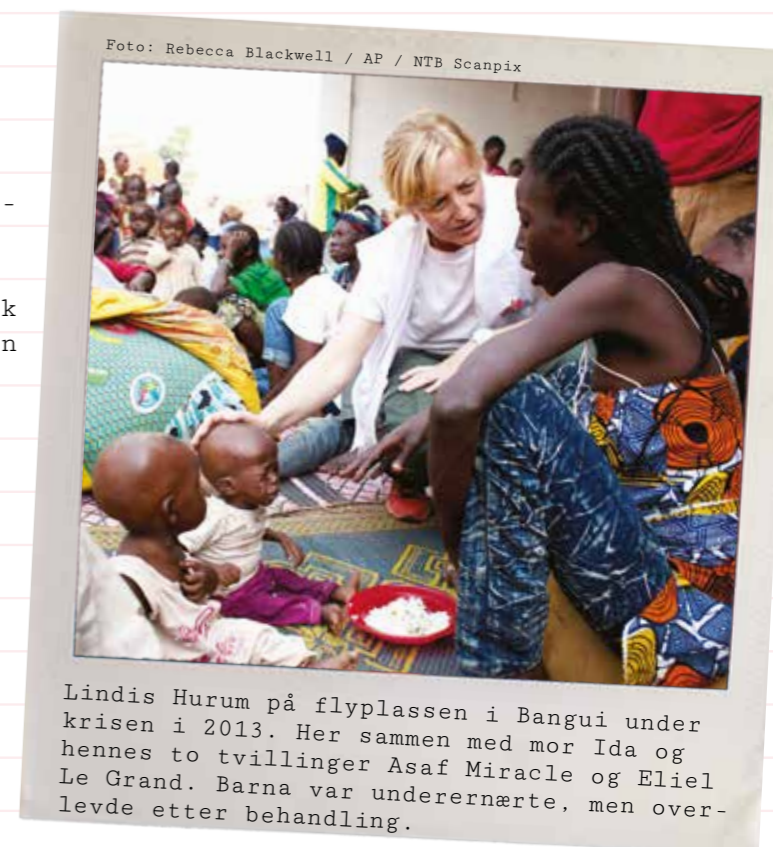 Foto: Rebecca Blackwell / AP / NTB Scanpix
-
k
n
Lindis Hurum på flyplassen i Bangui under
krisen i 2013. Her sammen med mor Ida og
hennes to tvillinger Asaf Miracle og Eliel
Le Grand. Barna var underernærte, men over-
levde etter behandling.